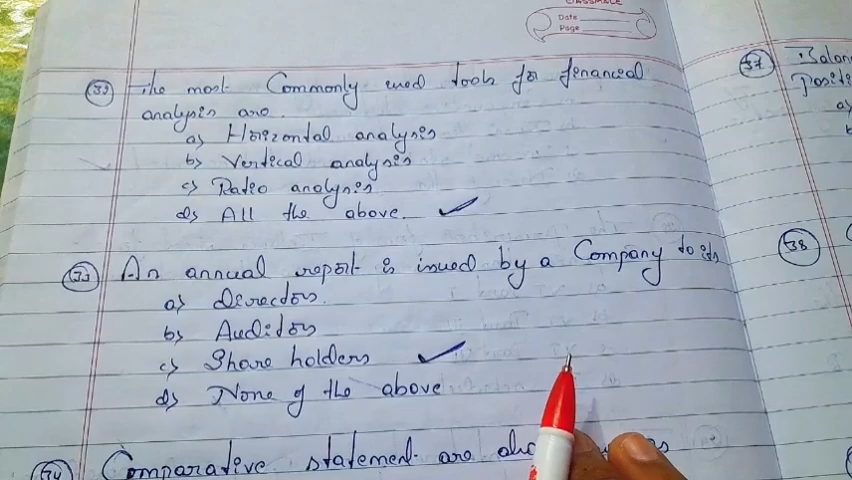 CLASSMATE
Date
Page
The most Commonly used tools for financial
analysis are.
a) Horizontal analysis
b) Vertical analysis
c) Ratio analysis
d) All the above.
33 An annual report is issued by a Company to its
a) Directors.
b) Auditors
c) Share holders
d) None of the above
34 Comparative statement are also
37
38